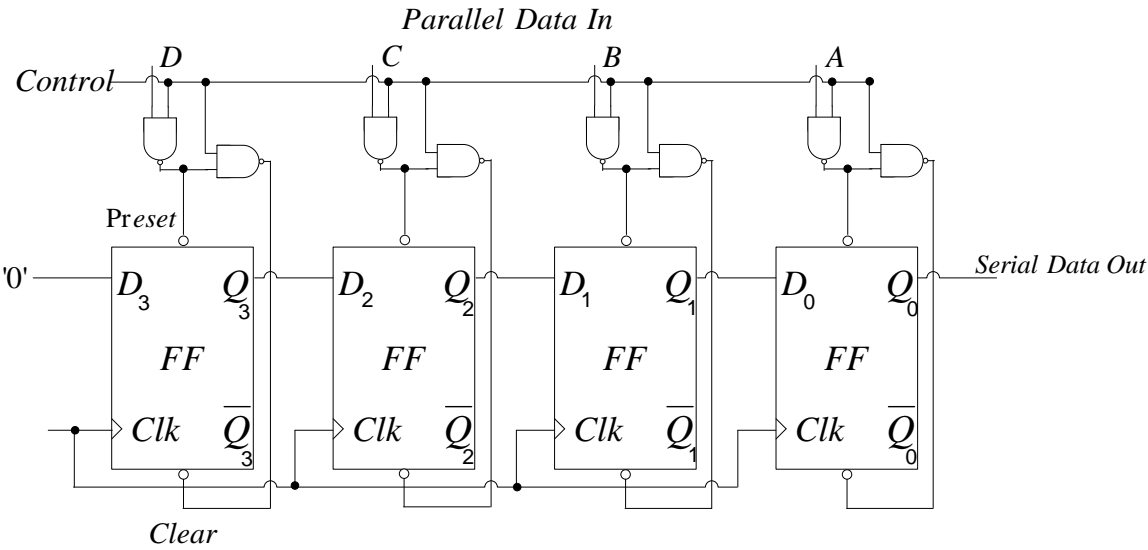 Parallel Data In
D C B A
Control
Preset
'0' D3 Q3 D2 Q2 D1 Q1 D0 Q0 Serial Data Out
FF FF FF FF
Clk Q̅3 Clk Q̅2 Clk Q̅1 Clk Q̅0
Clear